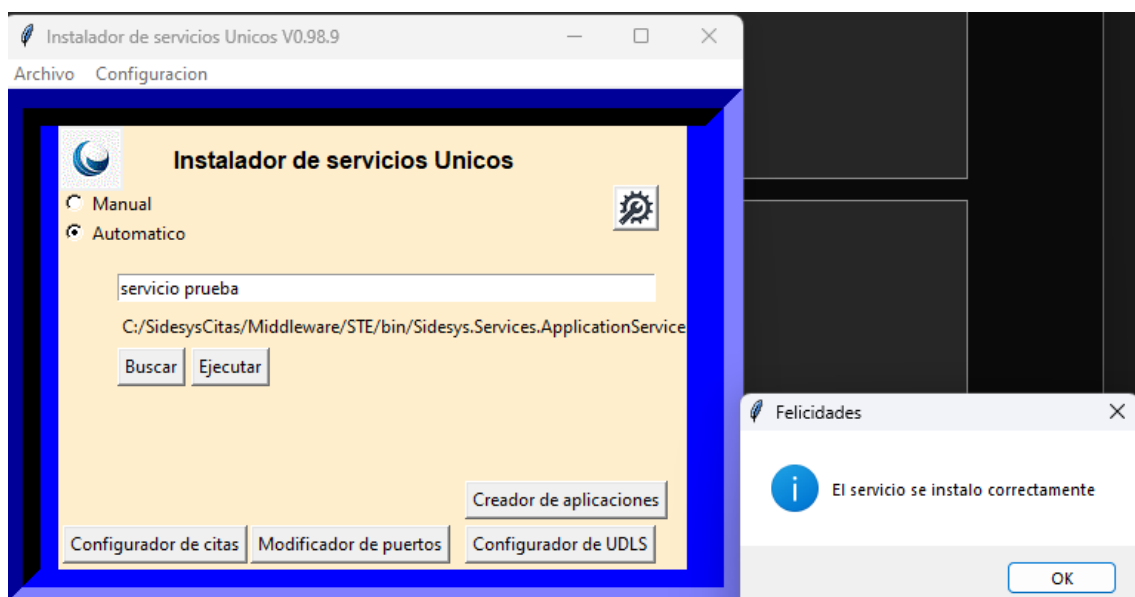 Instalador de servicios Unicos V0.98.9
Archivo Configuracion
Instalador de servicios Unicos
Manual
Automatico
servicio prueba
C:/SidesysCitas/Middleware/STE/bin/Sidesys.Services.ApplicationService
Buscar Ejecutar
Creador de aplicaciones
Configurador de citas Modificador de puertos Configurador de UDLS
Felicidades
El servicio se instalo correctamente
OK